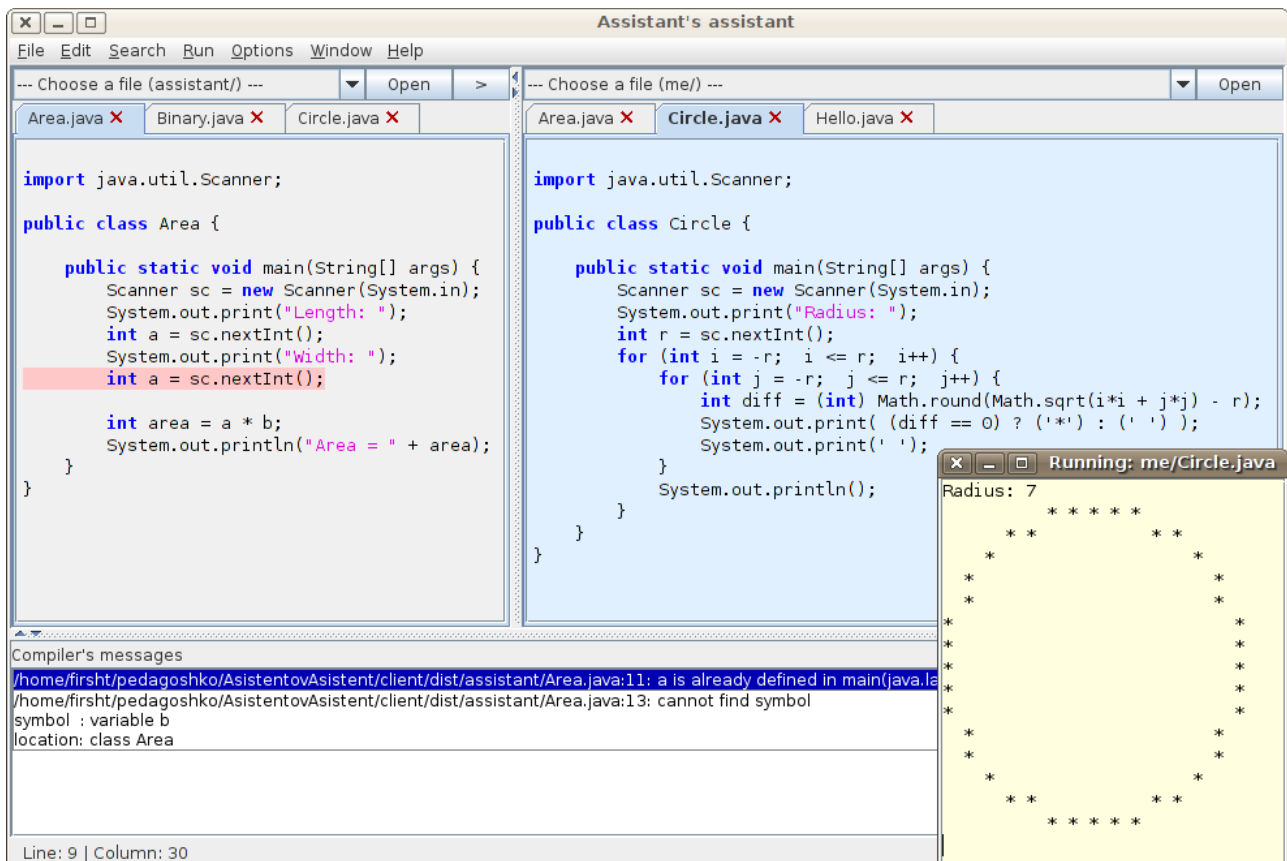 Assistant's assistant
File Edit Search Run Options Window Help
--- Choose a file (assistant/) --- Open >
Area.java Binary.java Circle.java
import java.util.Scanner;
public class Area {
    public static void main(String[] args) {
        Scanner sc = new Scanner(System.in);
        System.out.print("Length: ");
        int a = sc.nextInt();
        System.out.print("Width: ");
        int a = sc.nextInt();
        int area = a * b;
        System.out.println("Area = " + area);
    }
}
--- Choose a file (me/) --- Open
Area.java Circle.java Hello.java
import java.util.Scanner;
public class Circle {
    public static void main(String[] args) {
        Scanner sc = new Scanner(System.in);
        System.out.print("Radius: ");
        int r = sc.nextInt();
        for (int i = -r;  i <= r;  i++) {
            for (int j = -r;  j <= r;  j++) {
                int diff = (int) Math.round(Math.sqrt(i*i + j*j) - r);
                System.out.print( (diff == 0) ? ('*') : (' ') );
                System.out.print(' ');
            }
            System.out.println();
        }
    }
}
Compiler's messages
/home/firsht/pedagoshko/AsistentovAsistent/client/dist/assistant/Area.java:11: a is already defined in main(java.la
/home/firsht/pedagoshko/AsistentovAsistent/client/dist/assistant/Area.java:13: cannot find symbol
symbol  : variable b
location: class Area
Line: 9 | Column: 30
Running: me/Circle.java
Radius: 7
          * * * * *
      * *           * *
    *                   *
  *                       *
  *                       *
*                           *
*                           *
*                           *
*                           *
*                           *
  *                       *
  *                       *
    *                   *
      * *           * *
          * * * * *